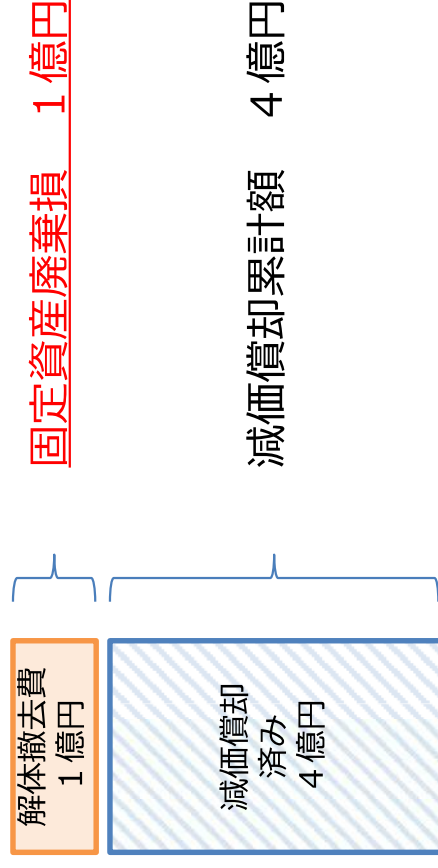 解体撤去費
１億円
固定資産廃棄損　１億円
減価償却
済み
４億円
減価償却累計額　４億円